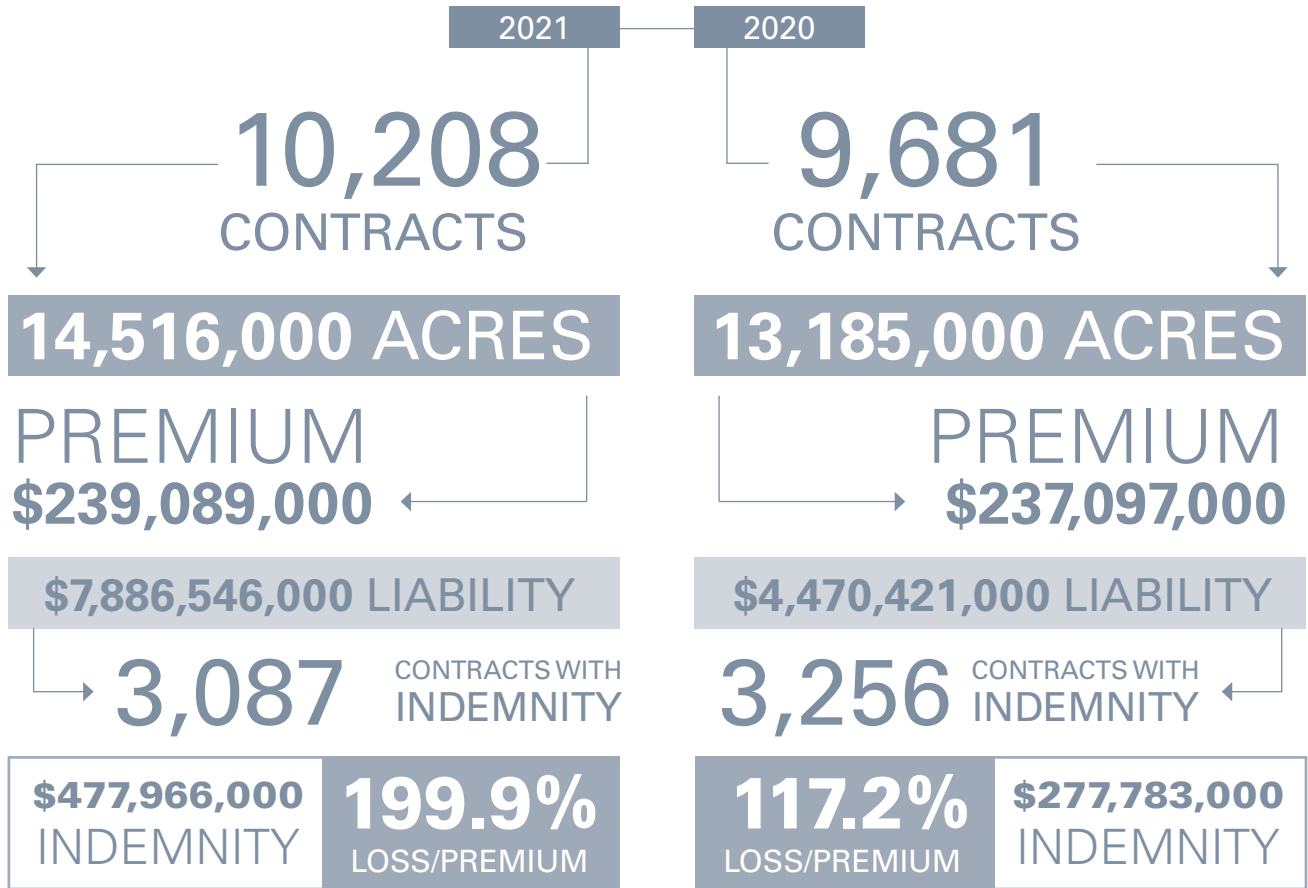 2021
10,208
CONTRACTS
14,516,000 ACRES
PREMIUM
$239,089,000
$7,886,546,000 LIABILITY
3,087
CONTRACTS WITH
INDEMNITY
$477,966,000
INDEMNITY
199.9%
LOSS/PREMIUM
2020
9,681
CONTRACTS
13,185,000 ACRES
PREMIUM
$237,097,000
$4,470,421,000 LIABILITY
3,256
CONTRACTS WITH
INDEMNITY
117.2%
LOSS/PREMIUM
$277,783,000
INDEMNITY